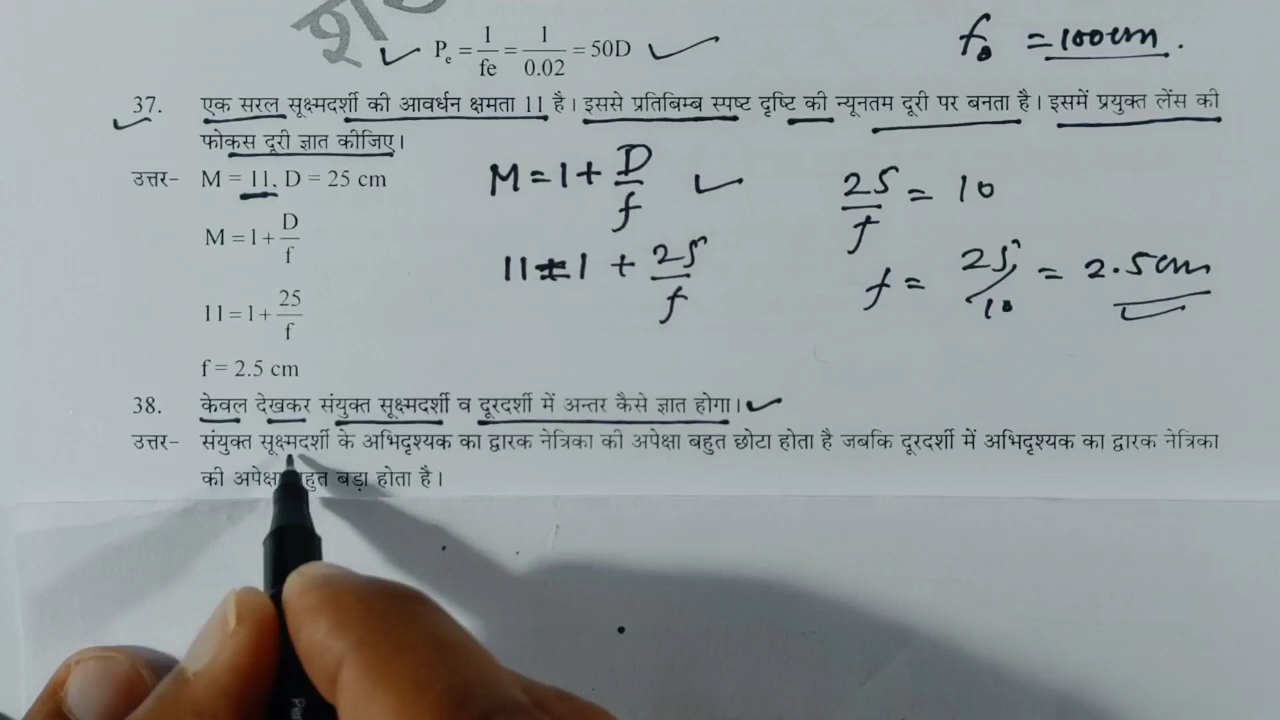 श
P_e = 1/fe = 1/0.02 = 50D
f_o = 100cm.
37. एक सरल सूक्ष्मदर्शी की आवर्धन क्षमता 11 है। इससे प्रतिबिम्ब स्पष्ट दृष्टि की न्यूनतम दूरी पर बनता है। इसमें प्रयुक्त लेंस की
फोकस दूरी ज्ञात कीजिए।
उत्तर- M = 11, D = 25 cm
M = 1 + D/f
11 = 1 + 25/f
f = 2.5 cm
M = 1 + D/f
11 = 1 + 25/f
25/f = 10
f = 25/10 = 2.5cm
38. केवल देखकर संयुक्त सूक्ष्मदर्शी व दूरदर्शी में अन्तर कैसे ज्ञात होगा।
उत्तर- संयुक्त सूक्ष्मदर्शी के अभिदृश्यक का द्वारक नेत्रिका की अपेक्षा बहुत छोटा होता है जबकि दूरदर्शी में अभिदृश्यक का द्वारक नेत्रिका
की अपेक्षा बहुत बड़ा होता है।